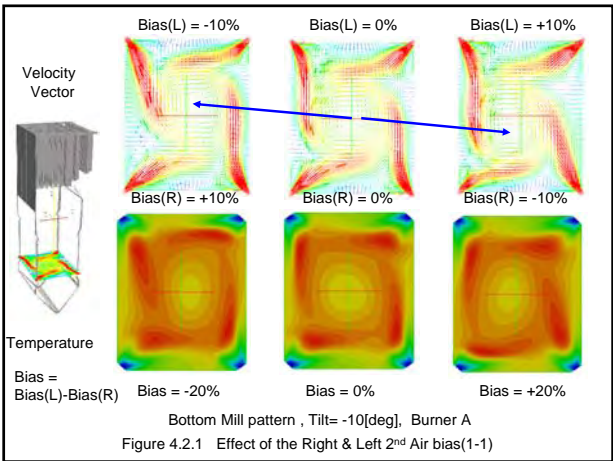 Bias(L) = -10%
Bias(L) = 0%
Bias(L) = +10%
Velocity
Vector
Bias(R) = +10%
Bias(R) = 0%
Bias(R) = -10%
Temperature
Bias =
Bias(L)-Bias(R)
Bias = -20%
Bias = 0%
Bias = +20%
Bottom Mill pattern , Tilt= -10[deg], Burner A
Figure 4.2.1 Effect of the Right & Left 2nd Air bias(1-1)